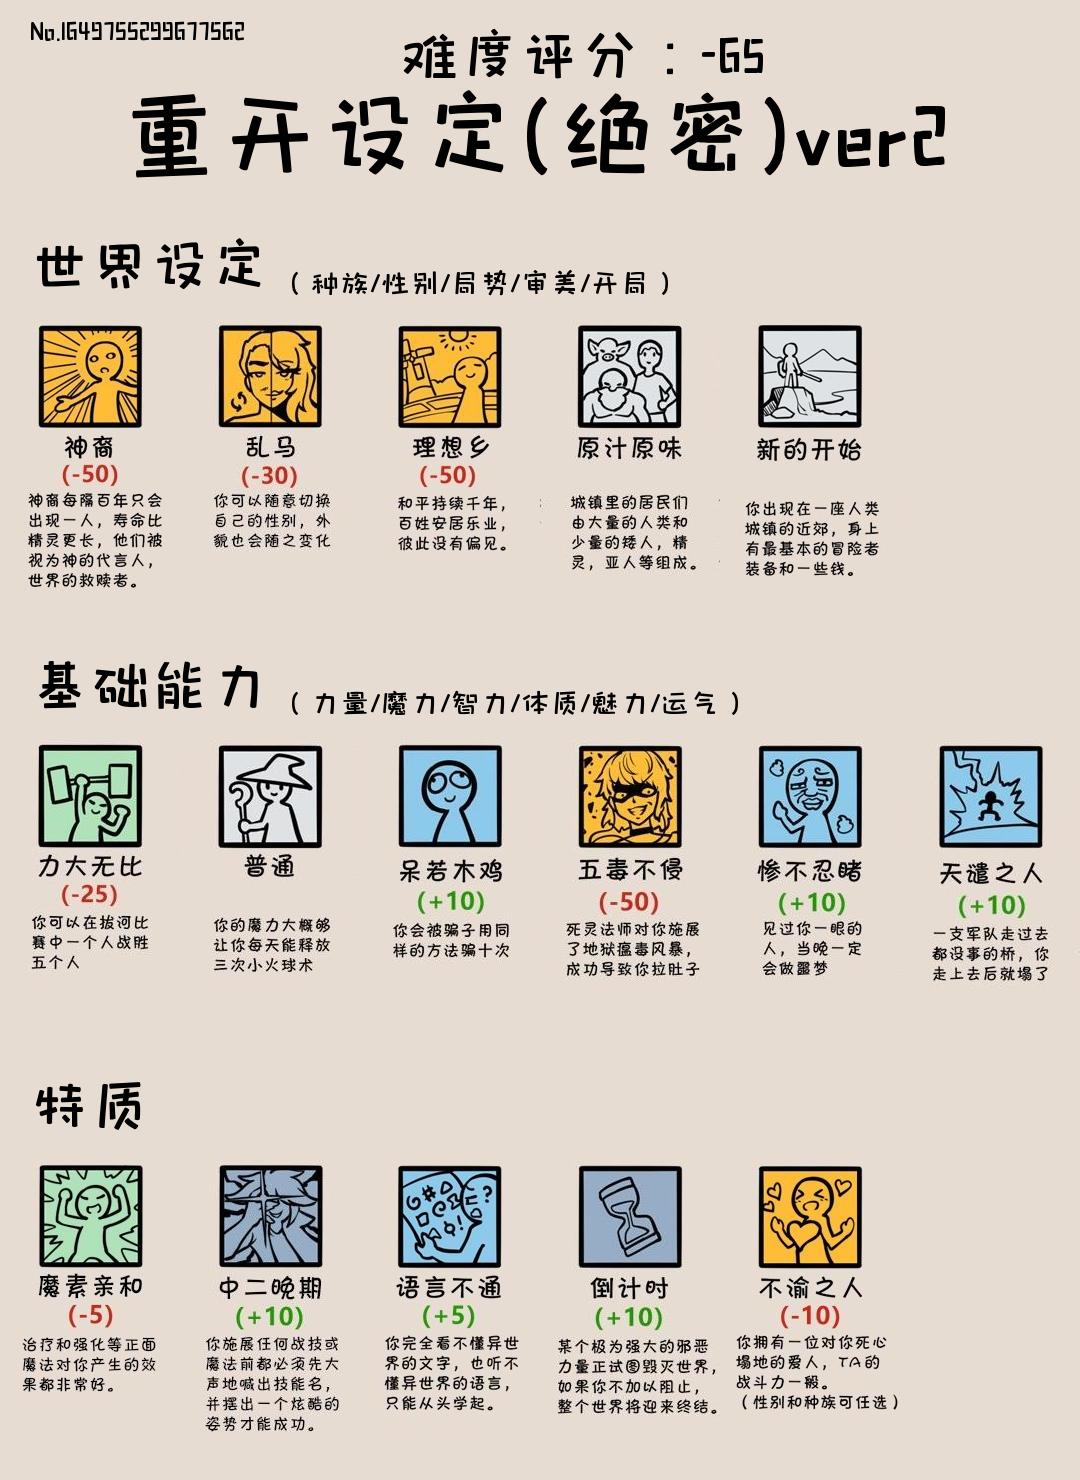 No.1649755299677562
难度评分：-65
重开设定(绝密)ver2
世界设定（种族/性别/局势/审美/开局）
神裔
(-50)
神裔每隔百年只会
出现一人，寿命比
精灵更长，他们被
视为神的代言人，
世界的救赎者。
乱马
(-30)
你可以随意切换
自己的性别，外
貌也会随之变化
理想乡
(-50)
和平持续千年，
百姓安居乐业，
彼此没有偏见。
原汁原味
城镇里的居民们
由大量的人类和
少量的矮人，精
灵，亚人等组成。
新的开始
你出现在一座人类
城镇的近郊，身上
有最基本的冒险者
装备和一些钱。
基础能力（力量/魔力/智力/体质/魅力/运气）
力大无比
(-25)
你可以在拔河比
赛中一个人战胜
五个人
普通
你的魔力大概够
让你每天能释放
三次小火球术
呆若木鸡
(+10)
你会被骗子用同
样的方法骗十次
五毒不侵
(-50)
死灵法师对你施展
了地狱瘟毒风暴，
成功导致你拉肚子
惨不忍睹
(+10)
见过你一眼的
人，当晚一定
会做噩梦
天谴之人
(+10)
一支军队走过去
都没事的桥，你
走上去后就塌了
特质
魔素亲和
(-5)
治疗和强化等正面
魔法对你产生的效
果都非常好。
中二晚期
(+10)
你施展任何战技或
魔法前都必须先大
声地喊出技能名，
并摆出一个炫酷的
姿势才能成功。
语言不通
(+5)
你完全看不懂异世
界的文字，也听不
懂异世界的语言，
只能从头学起。
倒计时
(+10)
某个极为强大的邪恶
力量正试图毁灭世界，
如果你不加以阻止，
整个世界将迎来终结。
不渝之人
(-10)
你拥有一位对你死心
塌地的爱人，TA的
战斗力一般。
（性别和种族可任选）